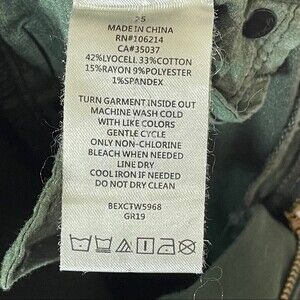 25
MADE IN CHINA
RN#106214
CA#35037
42%LYOCELL 33%COTTON
15%RAYON 9%POLYESTER
1%SPANDEX
TURN GARMENT INSIDE OUT
MACHINE WASH COLD
WITH LIKE COLORS
GENTLE CYCLE
ONLY NON-CHLORINE
BLEACH WHEN NEEDED
LINE DRY
COOL IRON IF NEEDED
DO NOT DRY CLEAN
BEXCTW5968
GR19